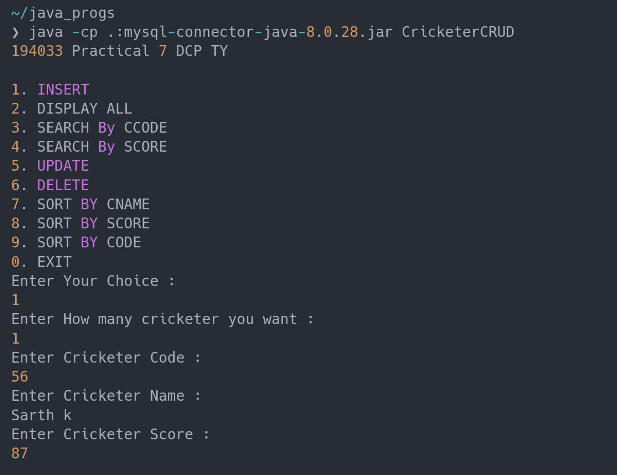 ~/java_progs
❯ java -cp .:mysql-connector-java-8.0.28.jar CricketerCRUD
194033 Practical 7 DCP TY
1. INSERT
2. DISPLAY ALL
3. SEARCH By CCODE
4. SEARCH By SCORE
5. UPDATE
6. DELETE
7. SORT BY CNAME
8. SORT BY SCORE
9. SORT BY CODE
0. EXIT
Enter Your Choice :
1
Enter How many cricketer you want :
1
Enter Cricketer Code :
56
Enter Cricketer Name :
Sarth k
Enter Cricketer Score :
87